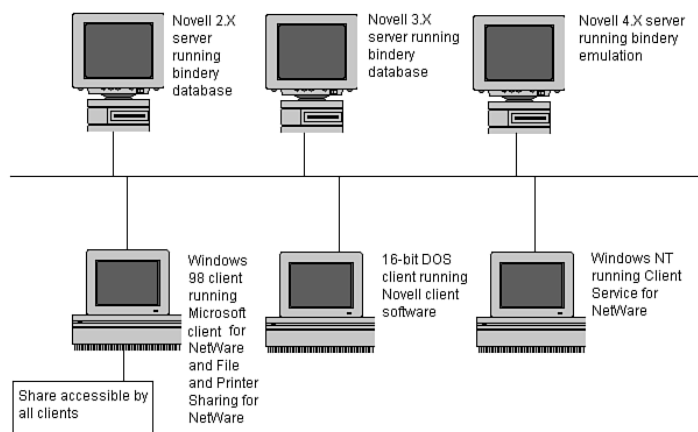 Novell 2.X
server
running
bindery
database
Novell 3.X
server running
bindery
database
Novell 4.X server
running bindery
emulation
Windows
98 client
running
Microsoft
client for
NetWare
and File
and Printer
Sharing for
NetWare
16-bit DOS
client running
Novell client
software
Windows NT
running Client
Service for
NetWare
Share accessible by
all clients